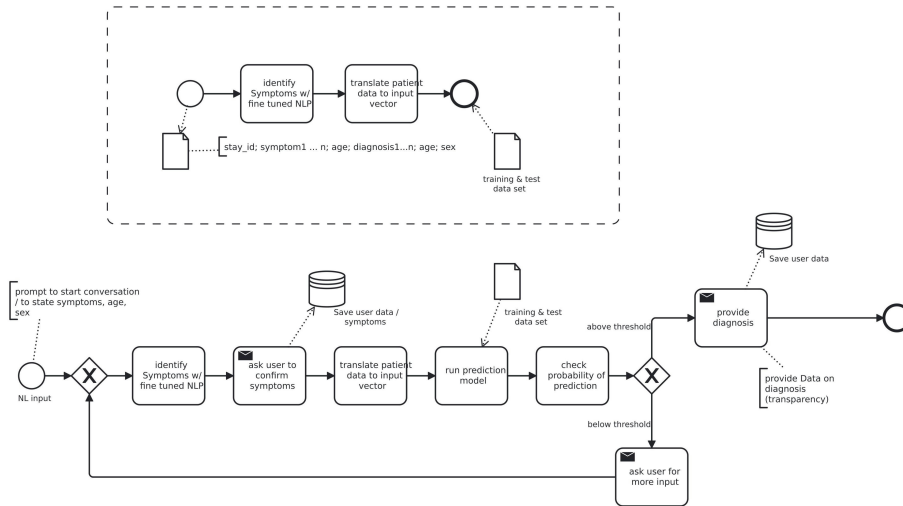 identify
Symptoms w/
fine tuned NLP
translate patient
data to input
vector
stay_id; symptom1 ... n; age; diagnosis1...n; age; sex
training & test
data set
prompt to start conversation
/ to state symptoms, age,
sex
NL input
identify
Symptoms w/
fine tuned NLP
ask user to
confirm
symptoms
Save user data /
symptoms
translate patient
data to input
vector
run prediction
model
training & test
data set
check
probability of
prediction
above threshold
below threshold
provide
diagnosis
Save user data
provide Data on
diagnosis
(transparency)
ask user for
more input